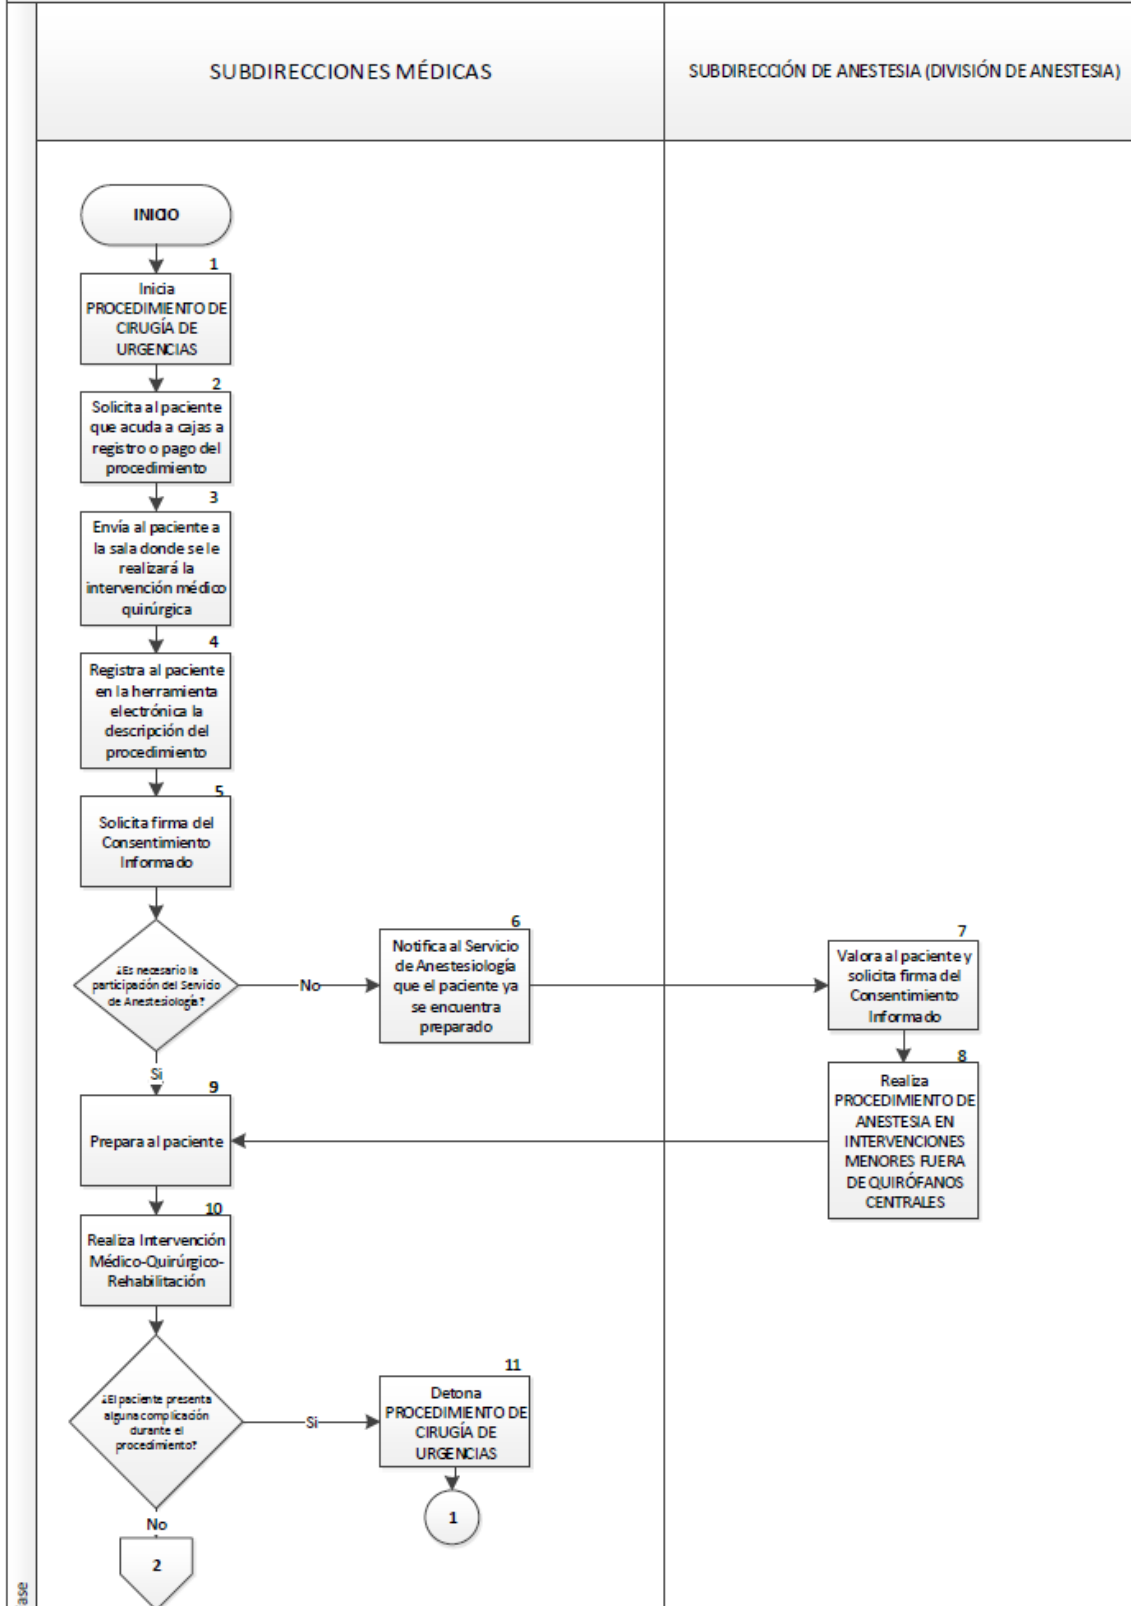 SUBDIRECCIONES MÉDICAS
SUBDIRECCIÓN DE ANESTESIA (DIVISIÓN DE ANESTESIA)
INICIO
1
Inicia
PROCEDIMIENTO DE
CIRUGÍA DE
URGENCIAS
2
Solicita al paciente
que acuda a cajas a
registro o pago del
procedimiento
3
Envía al paciente a
la sala donde se le
realizará la
intervención médico
quirúrgica
4
Registra al paciente
en la herramienta
electrónica la
descripción del
procedimiento
5
Solicita firma del
Consentimiento
Informado
¿Es necesario la
participación del Servicio
de Anestesiología?
No
6
Notifica al Servicio
de Anestesiología
que el paciente ya
se encuentra
preparado
7
Valora al paciente y
solicita firma del
Consentimiento
Informado
8
Realiza
PROCEDIMIENTO DE
ANESTESIA EN
INTERVENCIONES
MENORES FUERA
DE QUIRÓFANOS
CENTRALES
Si
9
Prepara al paciente
10
Realiza Intervención
Médico-Quirúrgico-
Rehabilitación
¿El paciente presenta
alguna complicación
durante el
procedimiento?
Si
11
Detona
PROCEDIMIENTO DE
CIRUGÍA DE
URGENCIAS
1
No
2
ase